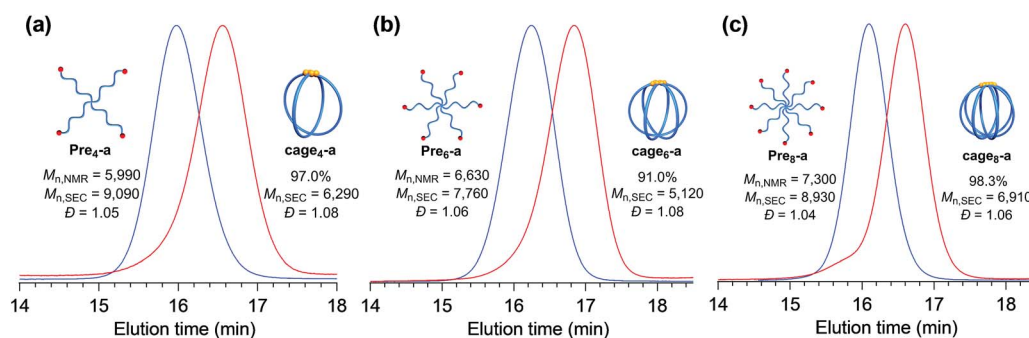 (a)
Pre4-a
Mn,NMR = 5,990
Mn,SEC = 9,090
Đ = 1.05
cage4-a
97.0%
Mn,SEC = 6,290
Đ = 1.08
14 15 16 17 18
Elution time (min)
(b)
Pre6-a
Mn,NMR = 6,630
Mn,SEC = 7,760
Đ = 1.06
cage6-a
91.0%
Mn,SEC = 5,120
Đ = 1.08
14 15 16 17 18
Elution time (min)
(c)
Pre8-a
Mn,NMR = 7,300
Mn,SEC = 8,930
Đ = 1.04
cage8-a
98.3%
Mn,SEC = 6,910
Đ = 1.06
14 15 16 17 18
Elution time (min)